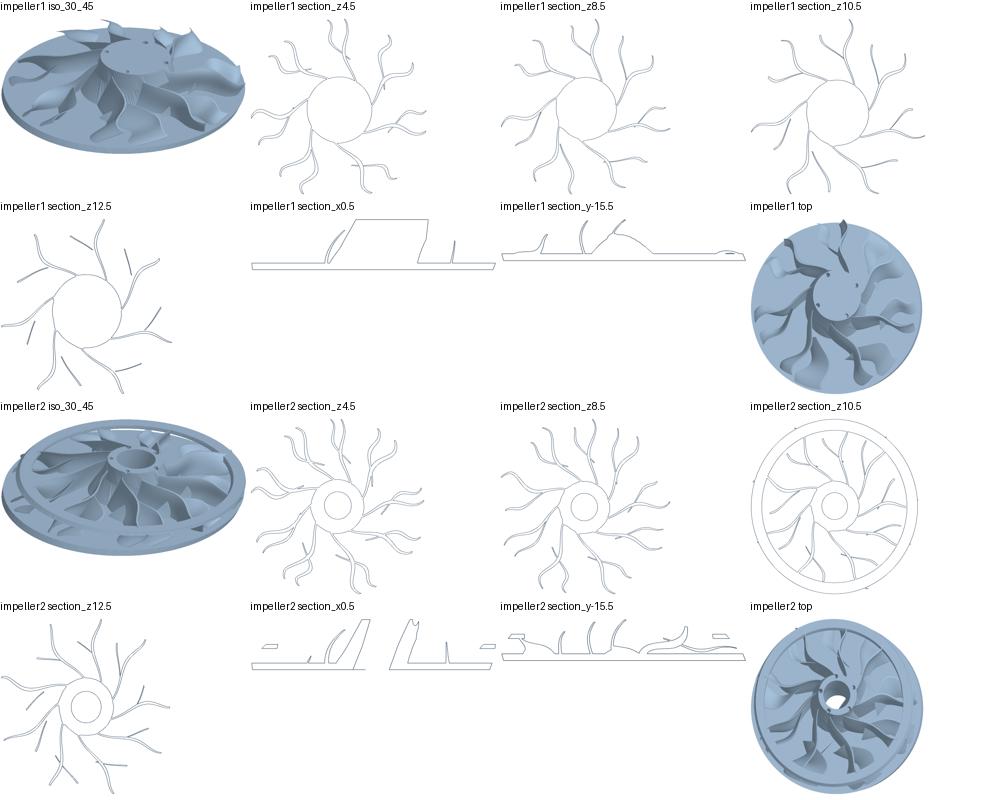 impeller1 iso_30_45
impeller1 section_z4.5
impeller1 section_z8.5
impeller1 section_z10.5
impeller1 section_z12.5
impeller1 section_x0.5
impeller1 section_y-15.5
impeller1 top
impeller2 iso_30_45
impeller2 section_z4.5
impeller2 section_z8.5
impeller2 section_z10.5
impeller2 section_z12.5
impeller2 section_x0.5
impeller2 section_y-15.5
impeller2 top